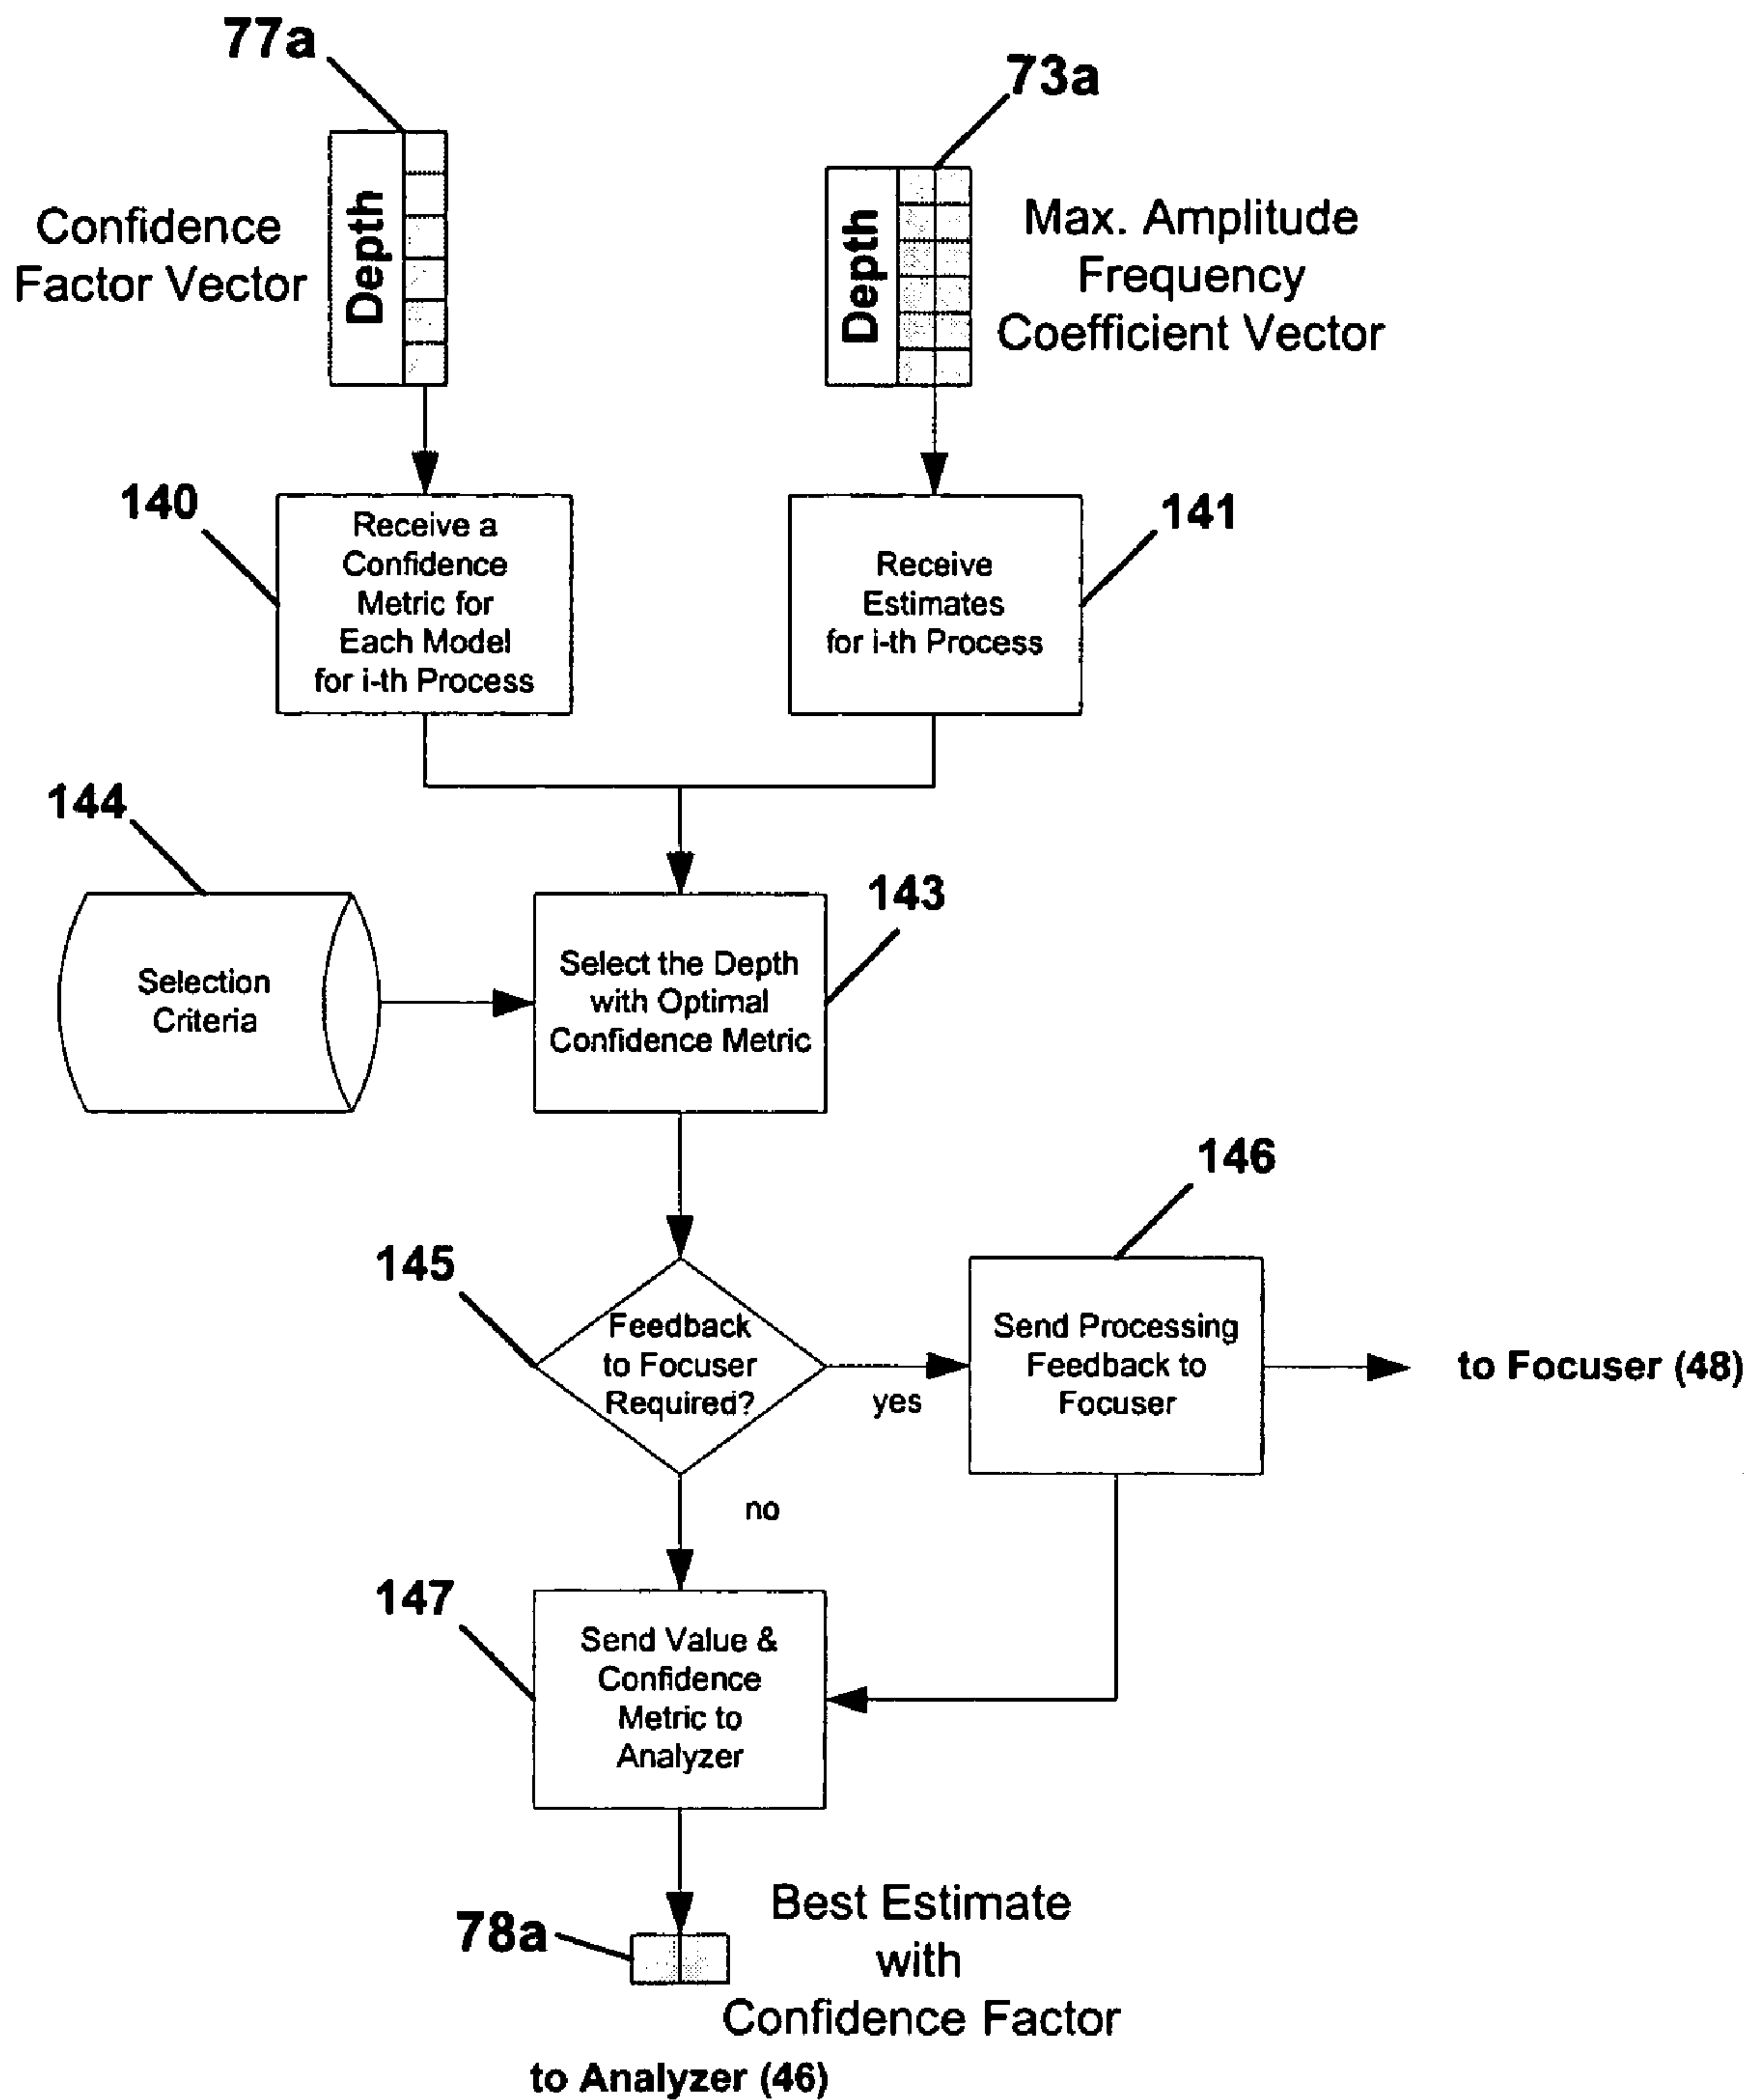 77a
73a
Confidence
Factor Vector
Depth
Depth
Max. Amplitude
Frequency
Coefficient Vector
140
Receive a
Confidence
Metric for
Each Model
for i-th Process
Receive
Estimates
for i-th Process
141
144
Selection
Criteria
143
Select the Depth
with Optimal
Confidence Metric
146
145
Feedback
to Focuser
Required?
yes
Send Processing
Feedback to
Focuser
to Focuser (48)
no
147
Send Value &
Confidence
Metric to
Analyzer
78a
Best Estimate
with
Confidence Factor
to Analyzer (46)